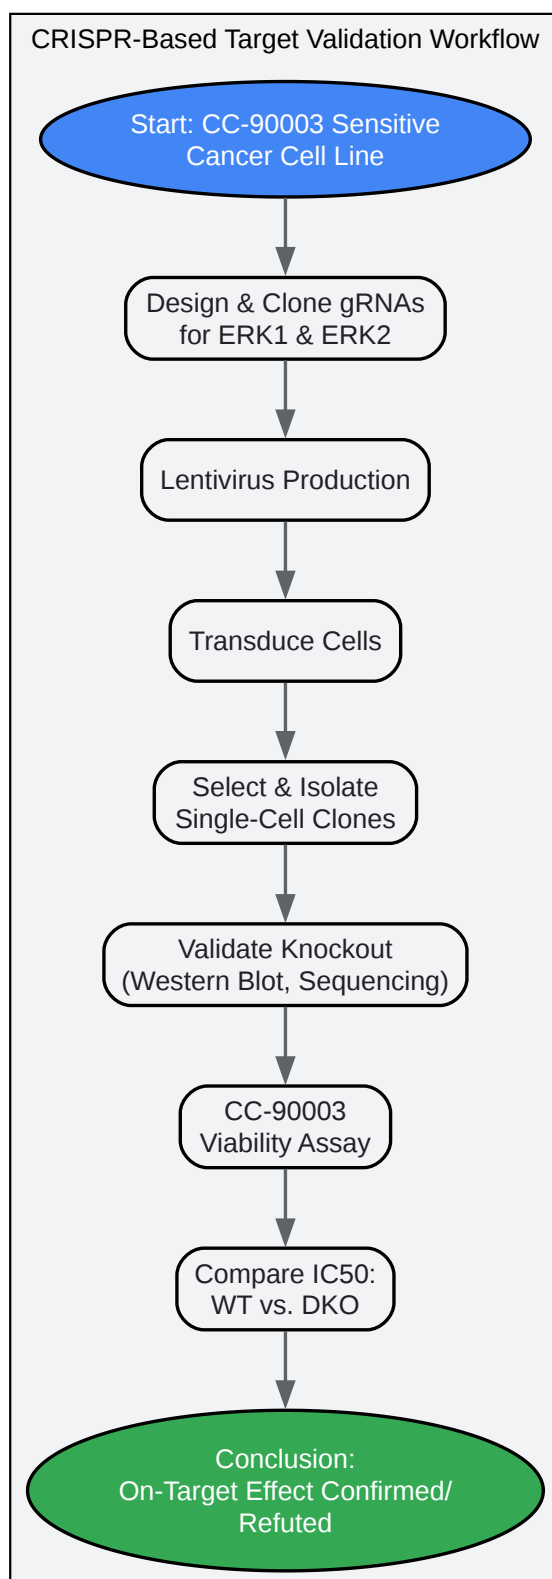 CRISPR-Based Target Validation Workflow
Start: CC-90003 Sensitive
Cancer Cell Line
Design & Clone gRNAs
for ERK1 & ERK2
Lentivirus Production
Transduce Cells
Select & Isolate
Single-Cell Clones
Validate Knockout
(Western Blot, Sequencing)
CC-90003
Viability Assay
Compare IC50:
WT vs. DKO
Conclusion:
On-Target Effect Confirmed/
Refuted